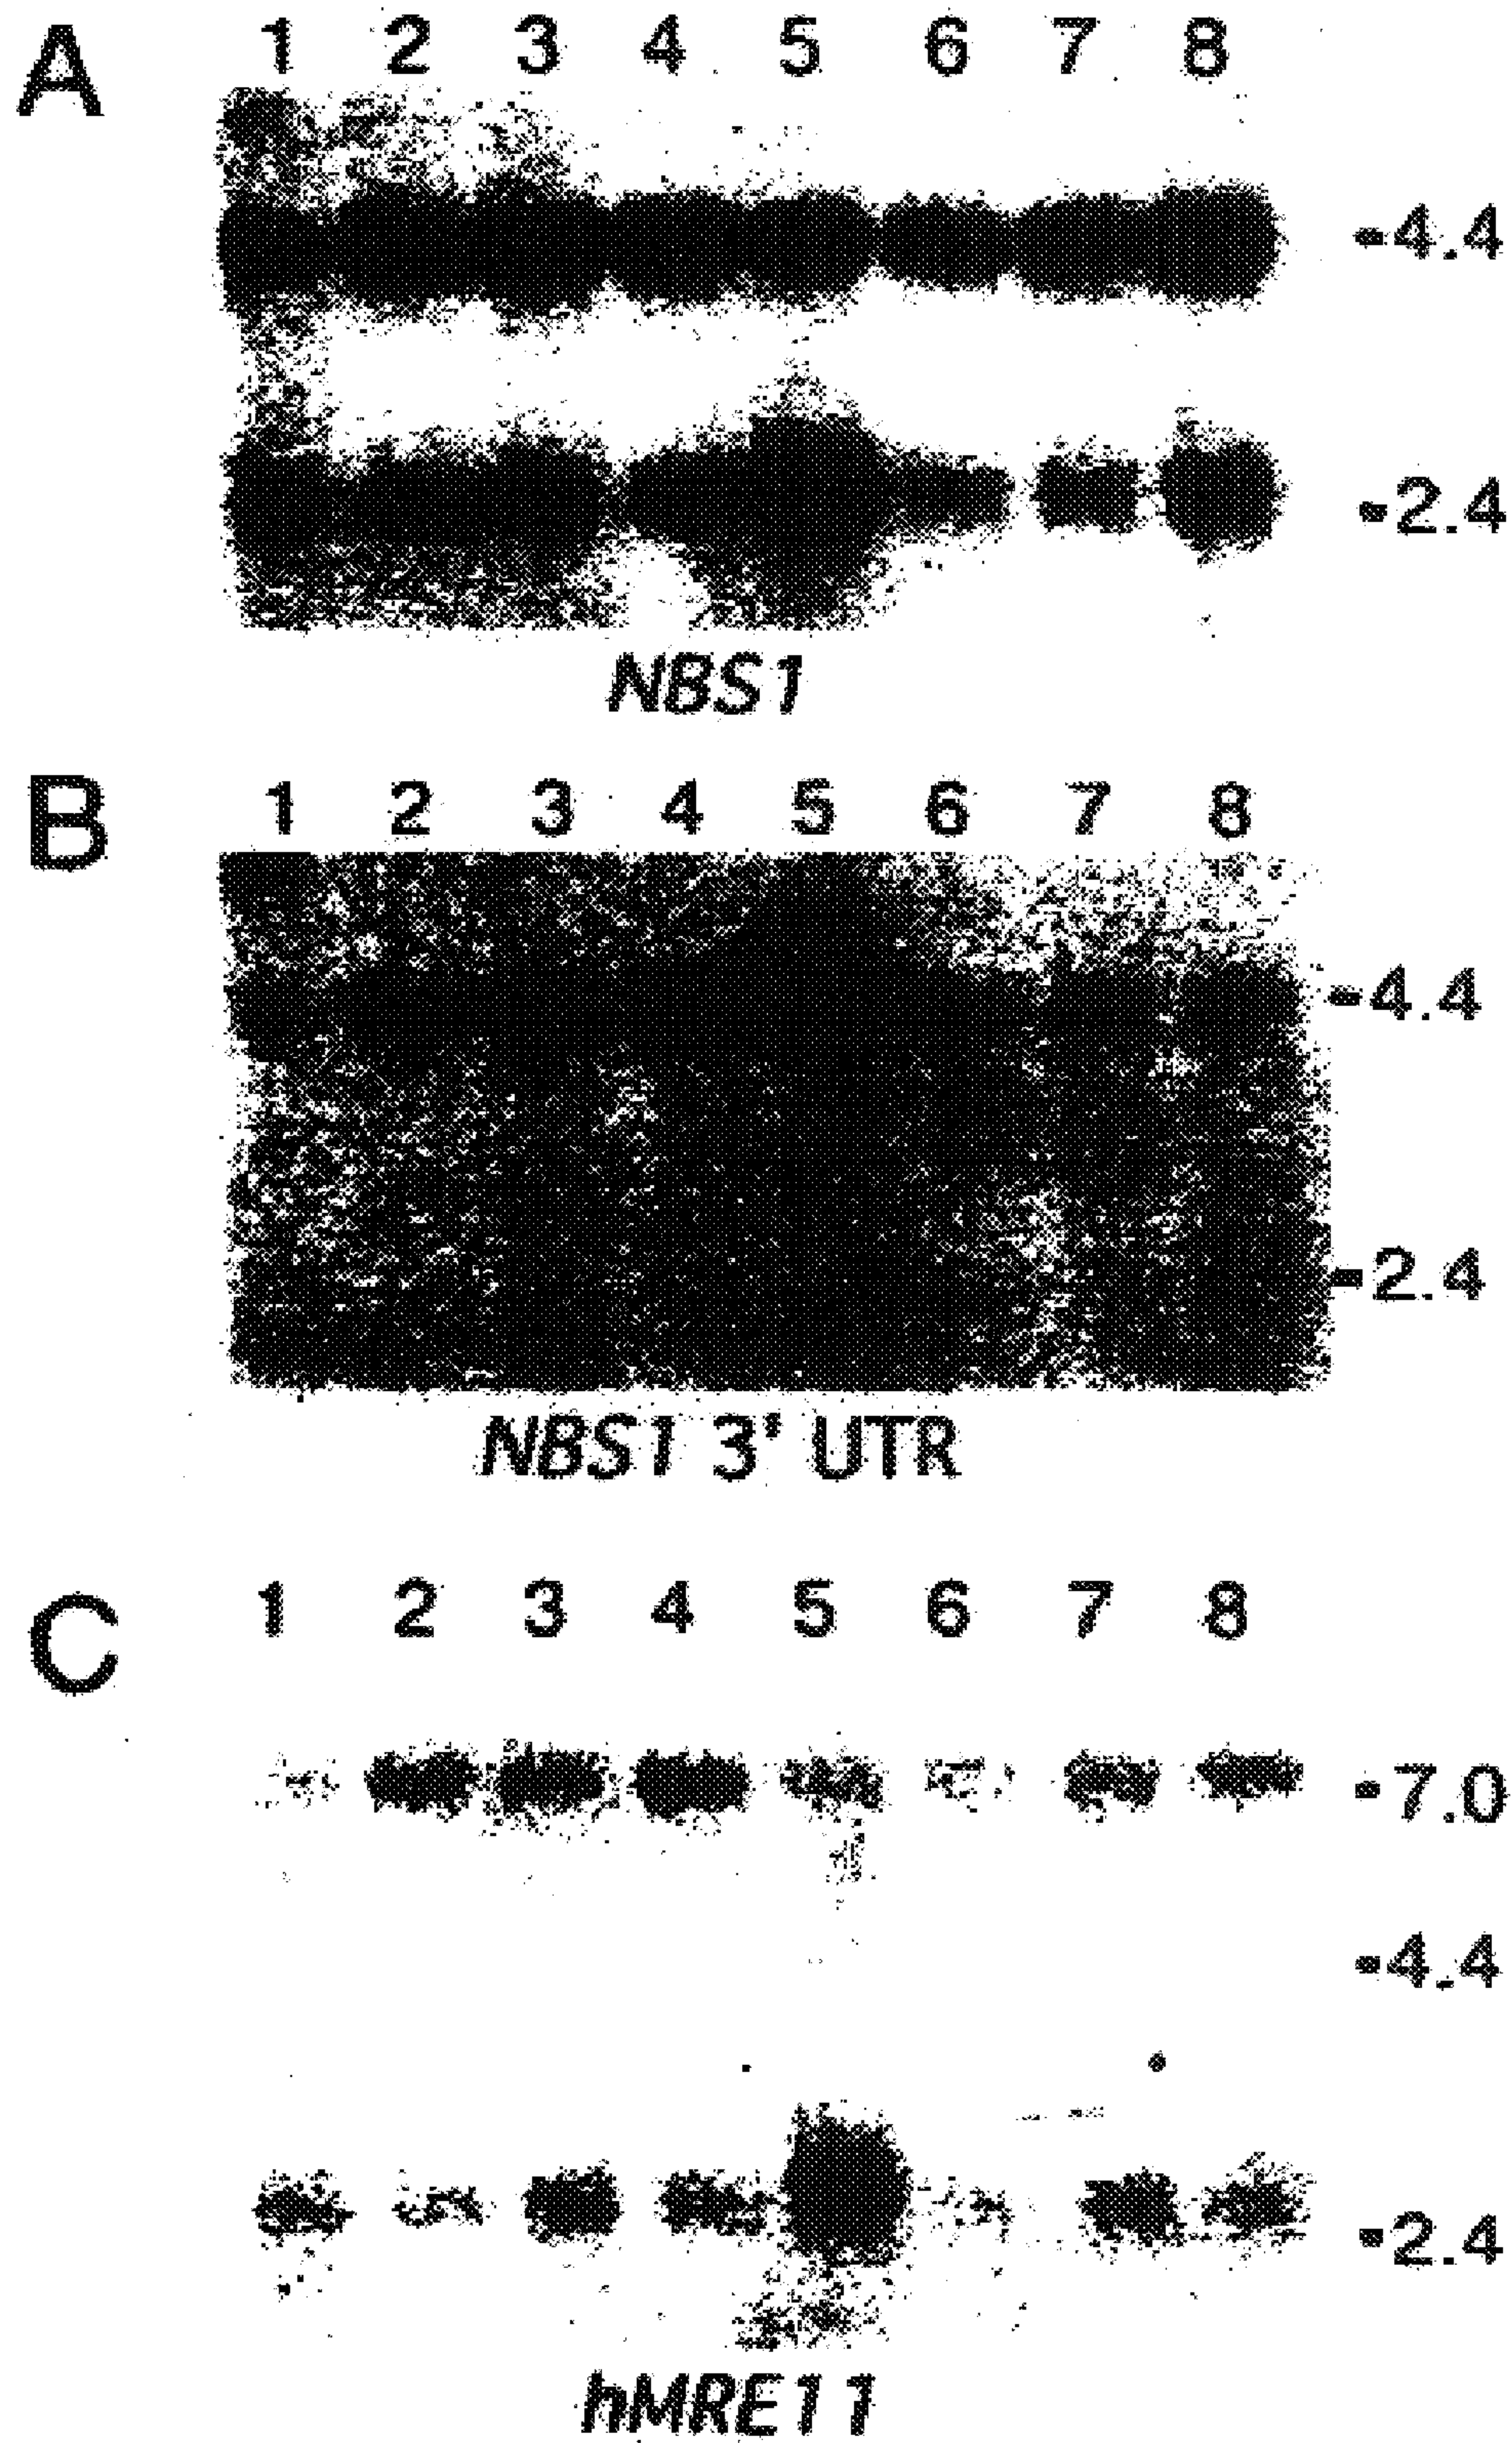 A 1 2 3 4 5 6 7 8
-4.4
-2.4
NBS1
B 1 2 3 4 5 6 7 8
-4.4
-2.4
NBS1 3' UTR
C 1 2 3 4 5 6 7 8
-7.0
-4.4
-2.4
hMRE11